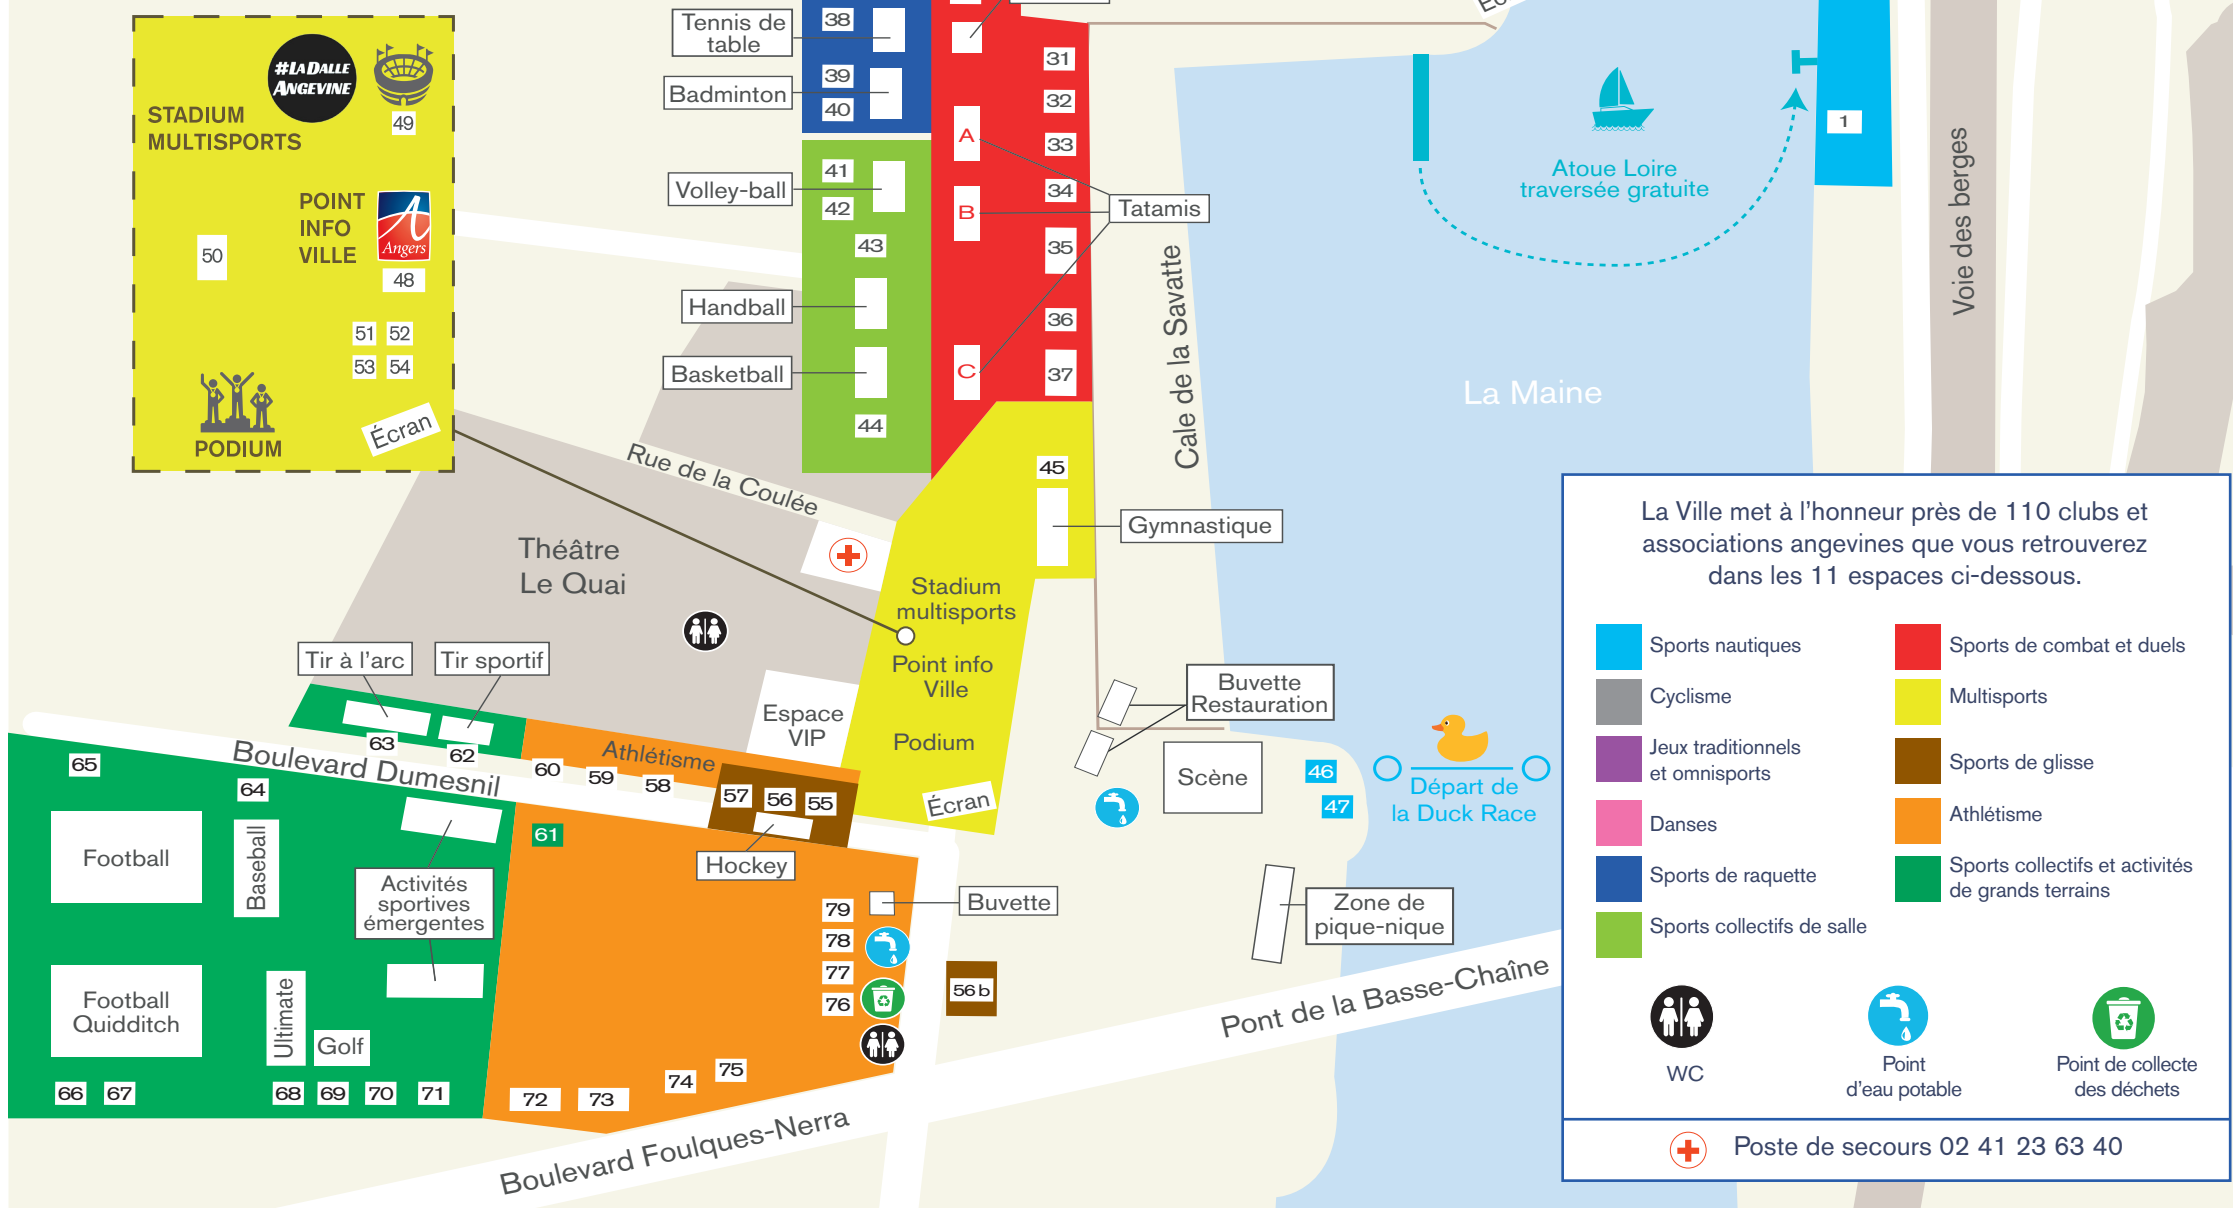 #LA DALLE
ANGEVINE
49
STADIUM
MULTISPORTS
POINT
INFO
VILLE
Angers
50
48
51 52
53 54
PODIUM
Écran
Tennis de
table
38
Badminton
39
40
Volley-ball
41
42
43
Handball
Basketball
44
A
B
C
Tatamis
31
32
33
34
35
36
37
45
Gymnastique
Cale de la Savatte
Atoue Loire
traversée gratuite
1
Voie des berges
La Maine
Rue de la Coulée
Théâtre
Le Quai
Stadium
multisports
Point info
Ville
Podium
Écran
Espace
VIP
Tir à l'arc
Tir sportif
63
62
Boulevard Dumesnil
Athlétisme
60
59
58
57
56
55
Hockey
Buvette
Restauration
Scène
46
47
Départ de
la Duck Race
65
64
Football
Baseball
61
Activités
sportives
émergentes
Football
Quidditch
Ultimate
Golf
66
67
68
69
70
71
72
73
74
75
79
78
77
76
Buvette
56 b
Zone de
pique-nique
Pont de la Basse-Chaîne
Boulevard Foulques-Nerra
La Ville met à l'honneur près de 110 clubs et
associations angevines que vous retrouverez
dans les 11 espaces ci-dessous.
Sports nautiques
Cyclisme
Jeux traditionnels
et omnisports
Danses
Sports de raquette
Sports collectifs de salle
Sports de combat et duels
Multisports
Sports de glisse
Athlétisme
Sports collectifs et activités
de grands terrains
WC
Point
d'eau potable
Point de collecte
des déchets
Poste de secours 02 41 23 63 40